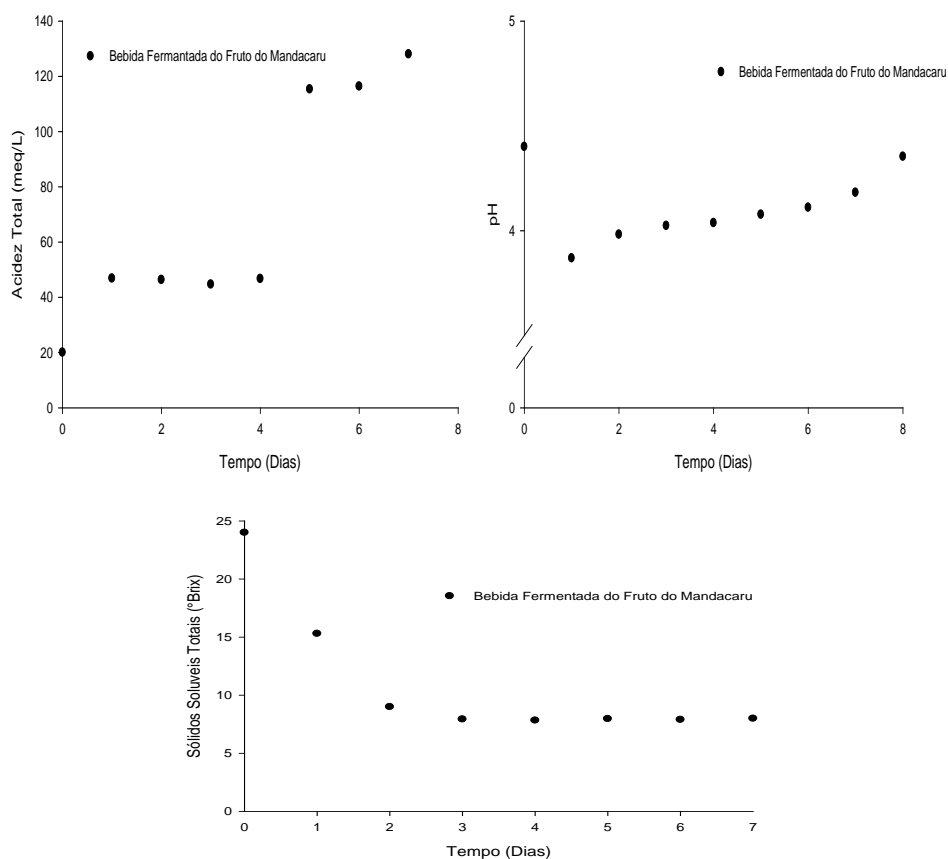 140
120
100
80
60
40
20
0
Acidez Total (meq/L)
Bebida Fermantada do Fruto do Mandacaru
0 2 4 6 8
Tempo (Dias)
5
4
0
pH
Bebida Fermentada do Fruto do Mandacaru
0 2 4 6 8
Tempo (Dias)
25
20
15
10
5
0
Sólidos Soluveis Totais (°Brix)
Bebida Fermentada do Fruto do Mandacaru
0 1 2 3 4 5 6 7
Tempo (Dias)